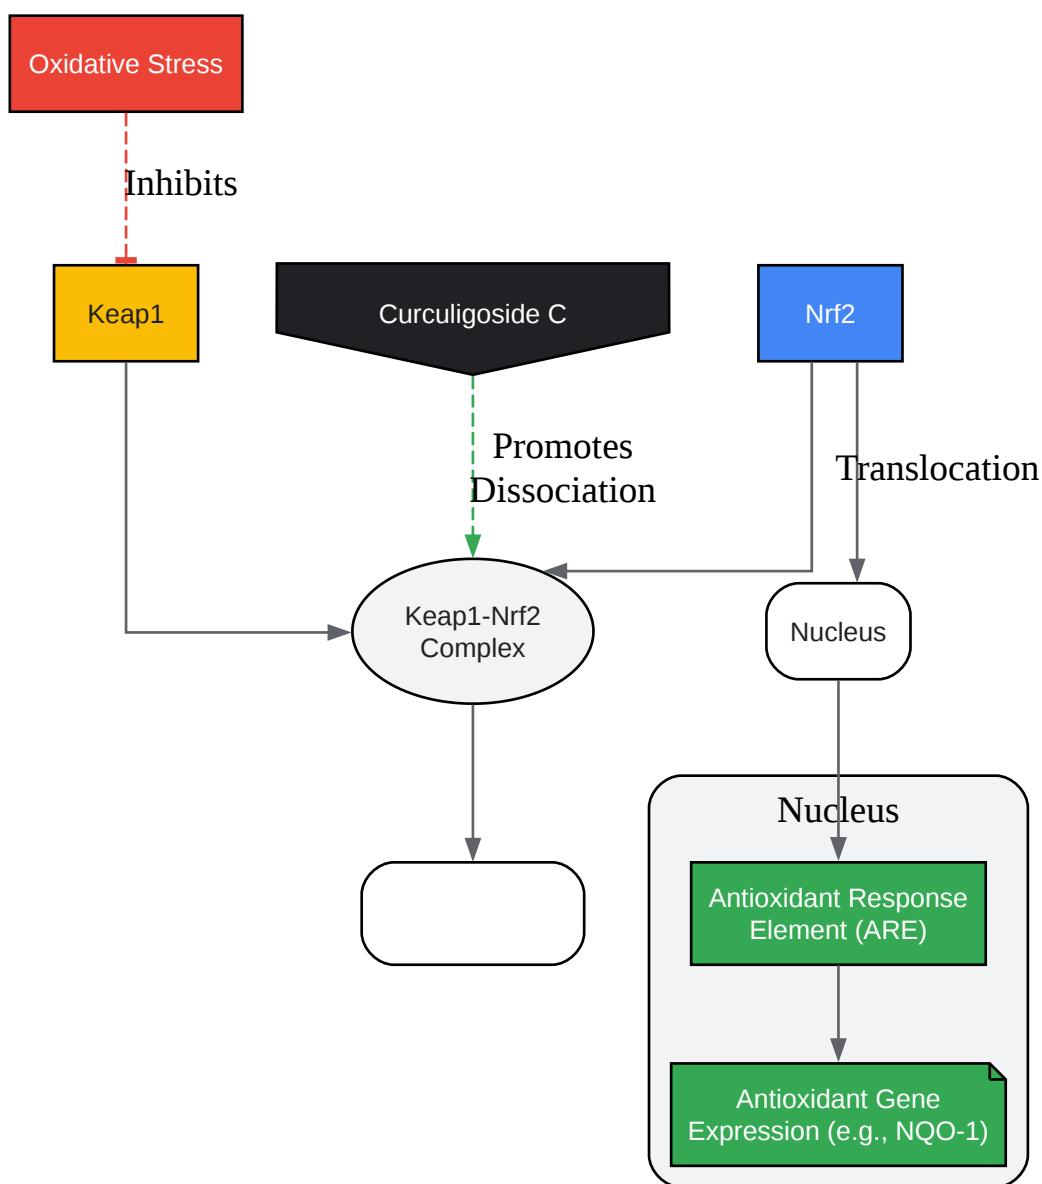 Oxidative Stress
Inhibits
Keap1
Curculigoside C
Nrf2
Promotes
Dissociation
Translocation
Keap1-Nrf2
Complex
Nucleus
Nucleus
Antioxidant Response
Element (ARE)
Antioxidant Gene
Expression (e.g., NQO-1)